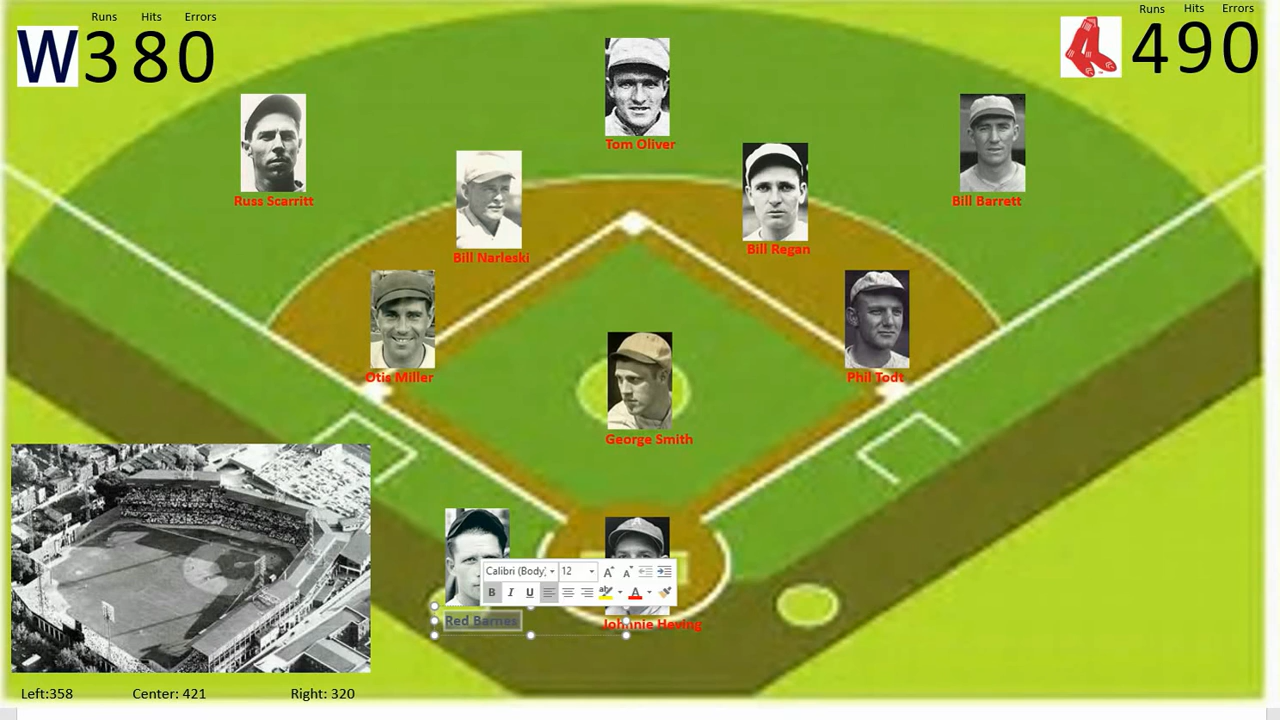 Runs Hits Errors
W 3 8 0
Runs Hits Errors
4 9 0
Tom Oliver
Russ Scarritt
Bill Barrett
Bill Narleski
Bill Regan
Otis Miller
Phil Todt
George Smith
Calibri (Body) 12
A A
B I U ab A
Red Barnes
Johnnie Heving
Left:358 Center: 421 Right: 320